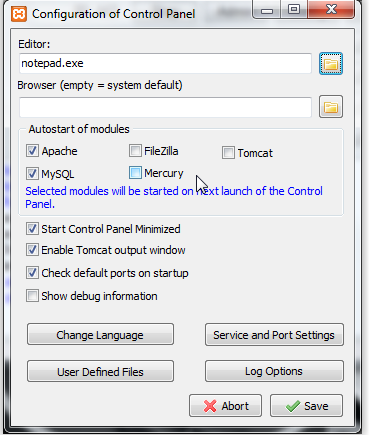 Configuration of Control Panel
Editor:
notepad.exe
Browser (empty = system default)
Autostart of modules
Apache
FileZilla
Tomcat
MySQL
Mercury
Selected modules will be started on next launch of the Control
Panel.
Start Control Panel Minimized
Enable Tomcat output window
Check default ports on startup
Show debug information
Change Language
Service and Port Settings
User Defined Files
Log Options
Abort
Save